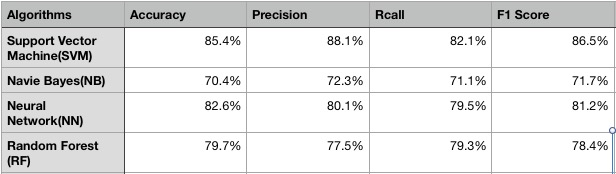 Algorithms Accuracy Precision Rcall F1 Score
Support Vector 85.4% 88.1% 82.1% 86.5%
Machine(SVM)
Navie Bayes(NB) 70.4% 72.3% 71.1% 71.7%
Neural 82.6% 80.1% 79.5% 81.2%
Network(NN)
Random Forest 79.7% 77.5% 79.3% 78.4%
(RF)